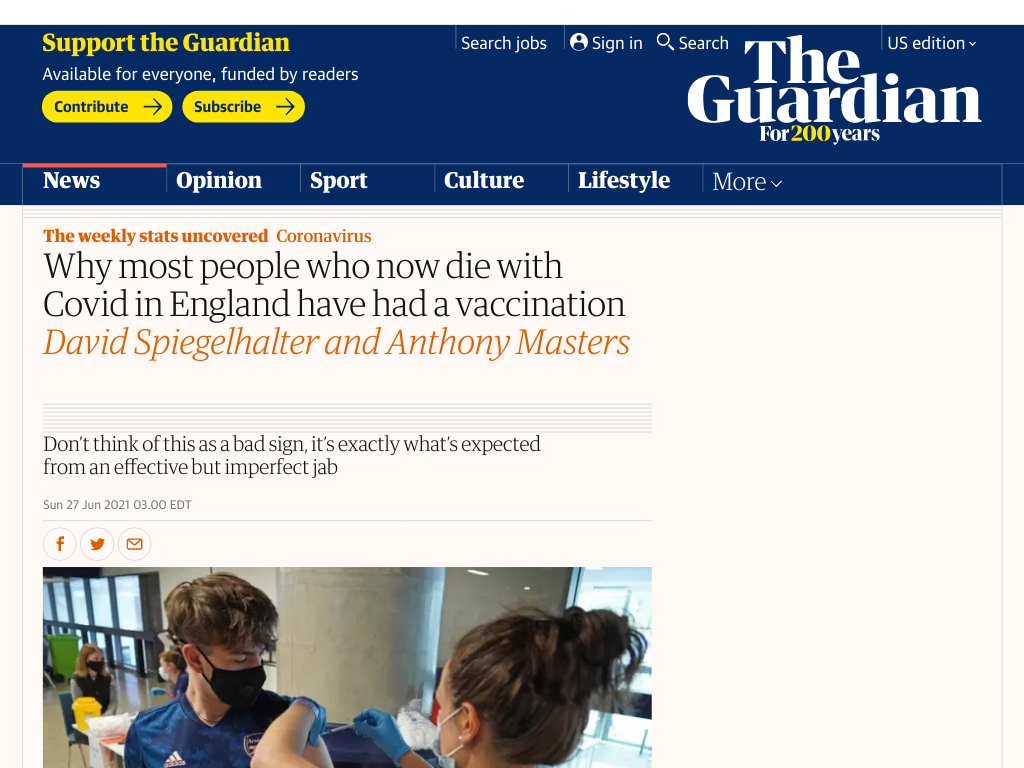 Support the Guardian
Available for everyone, funded by readers
Contribute
Subscribe
Search jobs
Sign in
Search
US edition
The
Guardian
For 200 years
News
Opinion
Sport
Culture
Lifestyle
More
The weekly stats uncovered Coronavirus
Why most people who now die with
Covid in England have had a vaccination
David Spiegelhalter and Anthony Masters
Don't think of this as a bad sign, it's exactly what's expected
from an effective but imperfect jab
Sun 27 Jun 2021 03.00 EDT